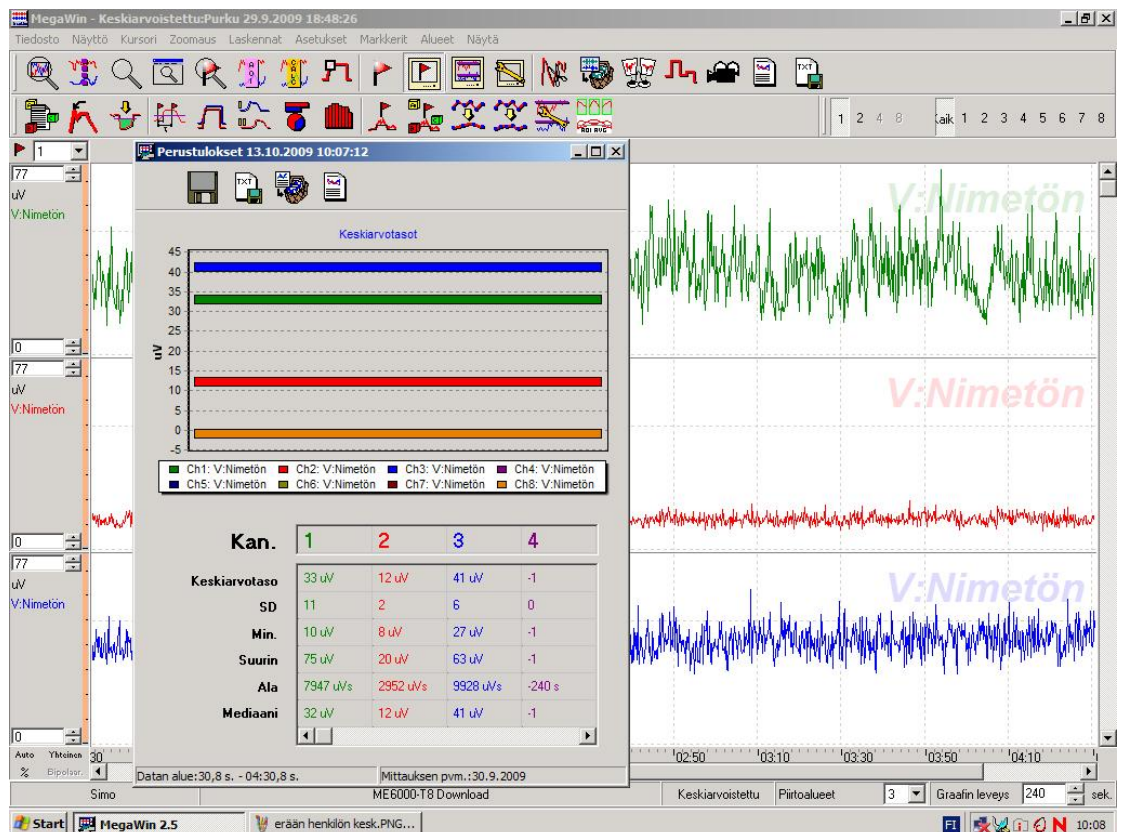 MegaWin - Keskiarvoistettu:Purku 29.9.2009 18:48:26
Tiedosto Näyttö Kursori Zoomaus Laskennat Asetukset Markkerit Alueet Näytä
TXT
ROI AVG
1 2 4 8 Laik 1 2 3 4 5 6 7 8
1
Perustulokset 13.10.2009 10:07:12
TXT
77
uV
V:Nimetön
0
V:Nimetön
77
uV
V:Nimetön
0
V:Nimetön
77
uV
V:Nimetön
0
V:Nimetön
Keskiarvotasot
uV
45
40
35
30
25
20
15
10
5
0
-5
Ch1: V:Nimetön Ch2: V:Nimetön Ch3: V:Nimetön Ch4: V:Nimetön
Ch5: V:Nimetön Ch6: V:Nimetön Ch7: V:Nimetön Ch8: V:Nimetön
Kan. 1 2 3 4
Keskiarvotaso 33 uV 12 uV 41 uV -1
SD 11 2 6 0
Min. 10 uV 8 uV 27 uV -1
Suurin 75 uV 20 uV 63 uV -1
Ala 7947 uVs 2952 uVs 9928 uVs -240 s
Mediaani 32 uV 12 uV 41 uV -1
Datan alue:30,8 s. - 04:30,8 s. Mittauksen pvm.:30.9.2009
Auto Yhteinen 30 02:50 03:10 03:30 03:50 04:10
% Bipolaar.
Simo ME6000-T8 Download Keskiarvoistettu Piirtoalueet 3 Graafin leveys 240 sek.
Start MegaWin 2.5 erään henkilön kesk.PNG... FI 10:08